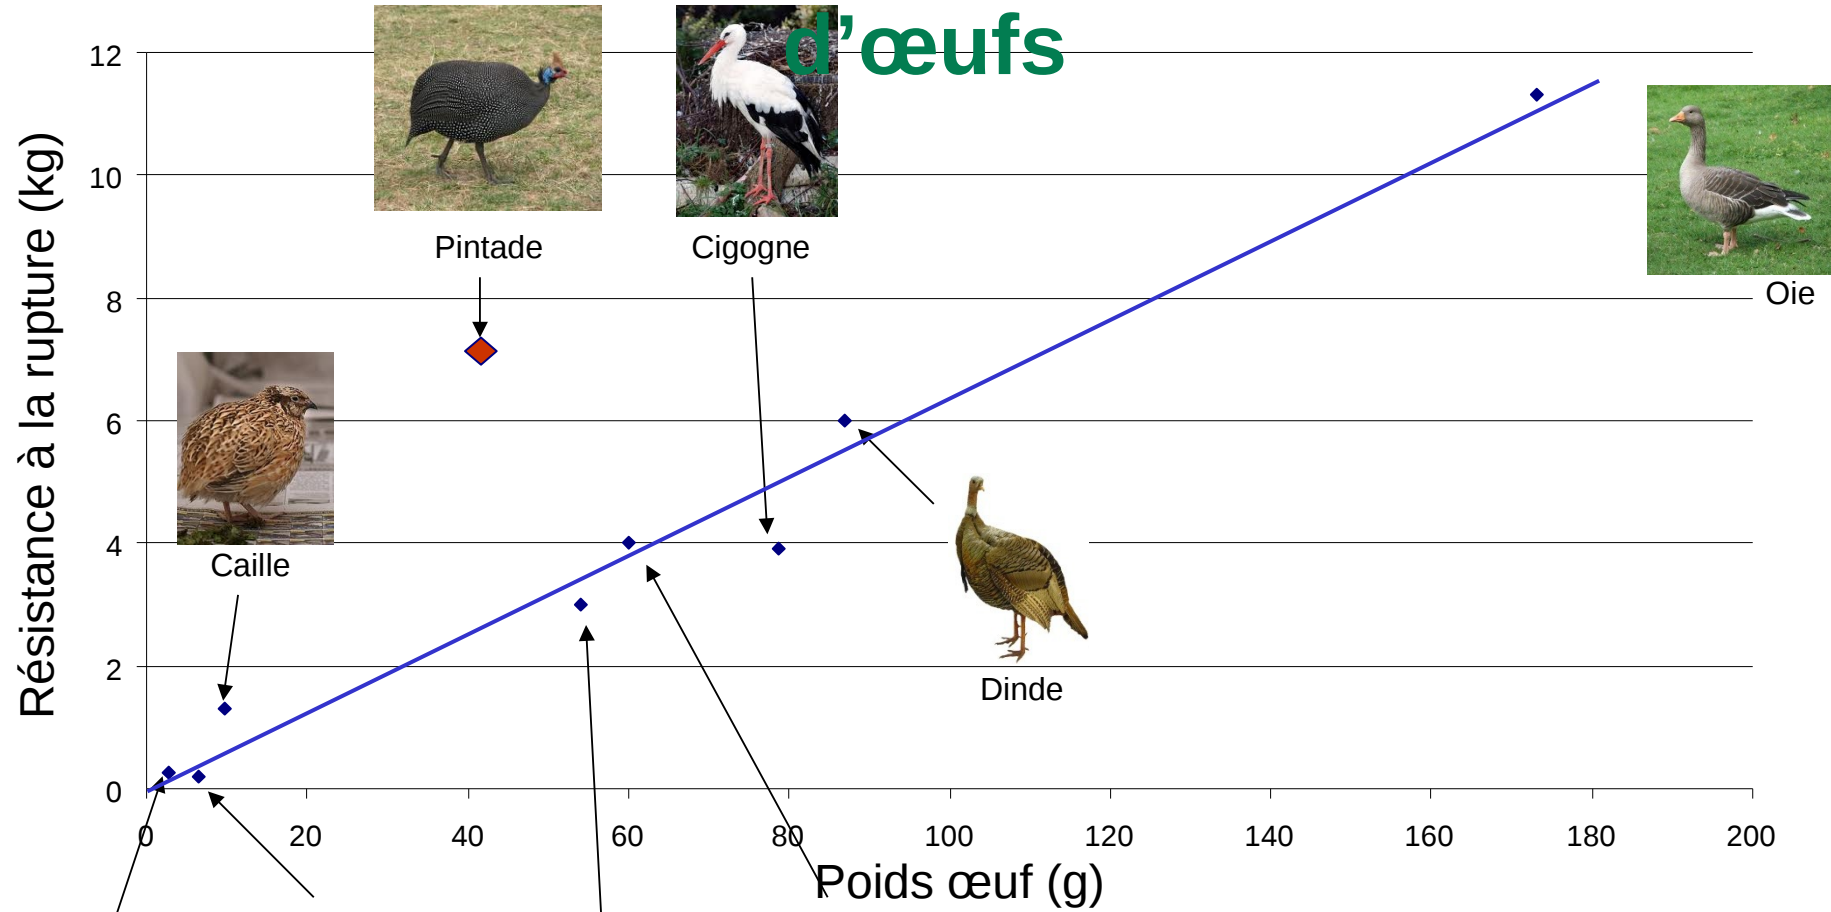 d’œufs
Résistance à la rupture (kg)
12
10
8
6
4
2
0
Pintade
Cigogne
Oie
Caille
Dinde
0 20 40 60 80 100 120 140 160 180 200
Poids œuf (g)